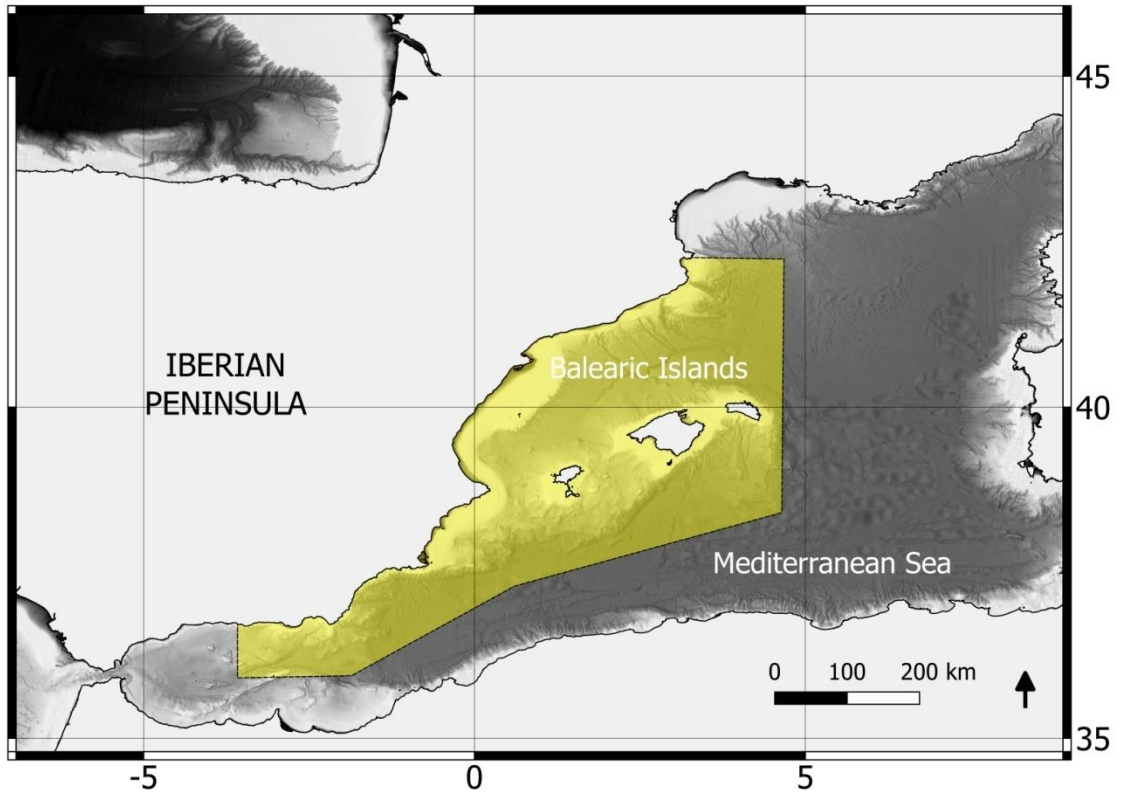 45
IBERIAN
PENINSULA
Balearic Islands
40
Mediterranean Sea
0 100 200 km
35
-5 0 5